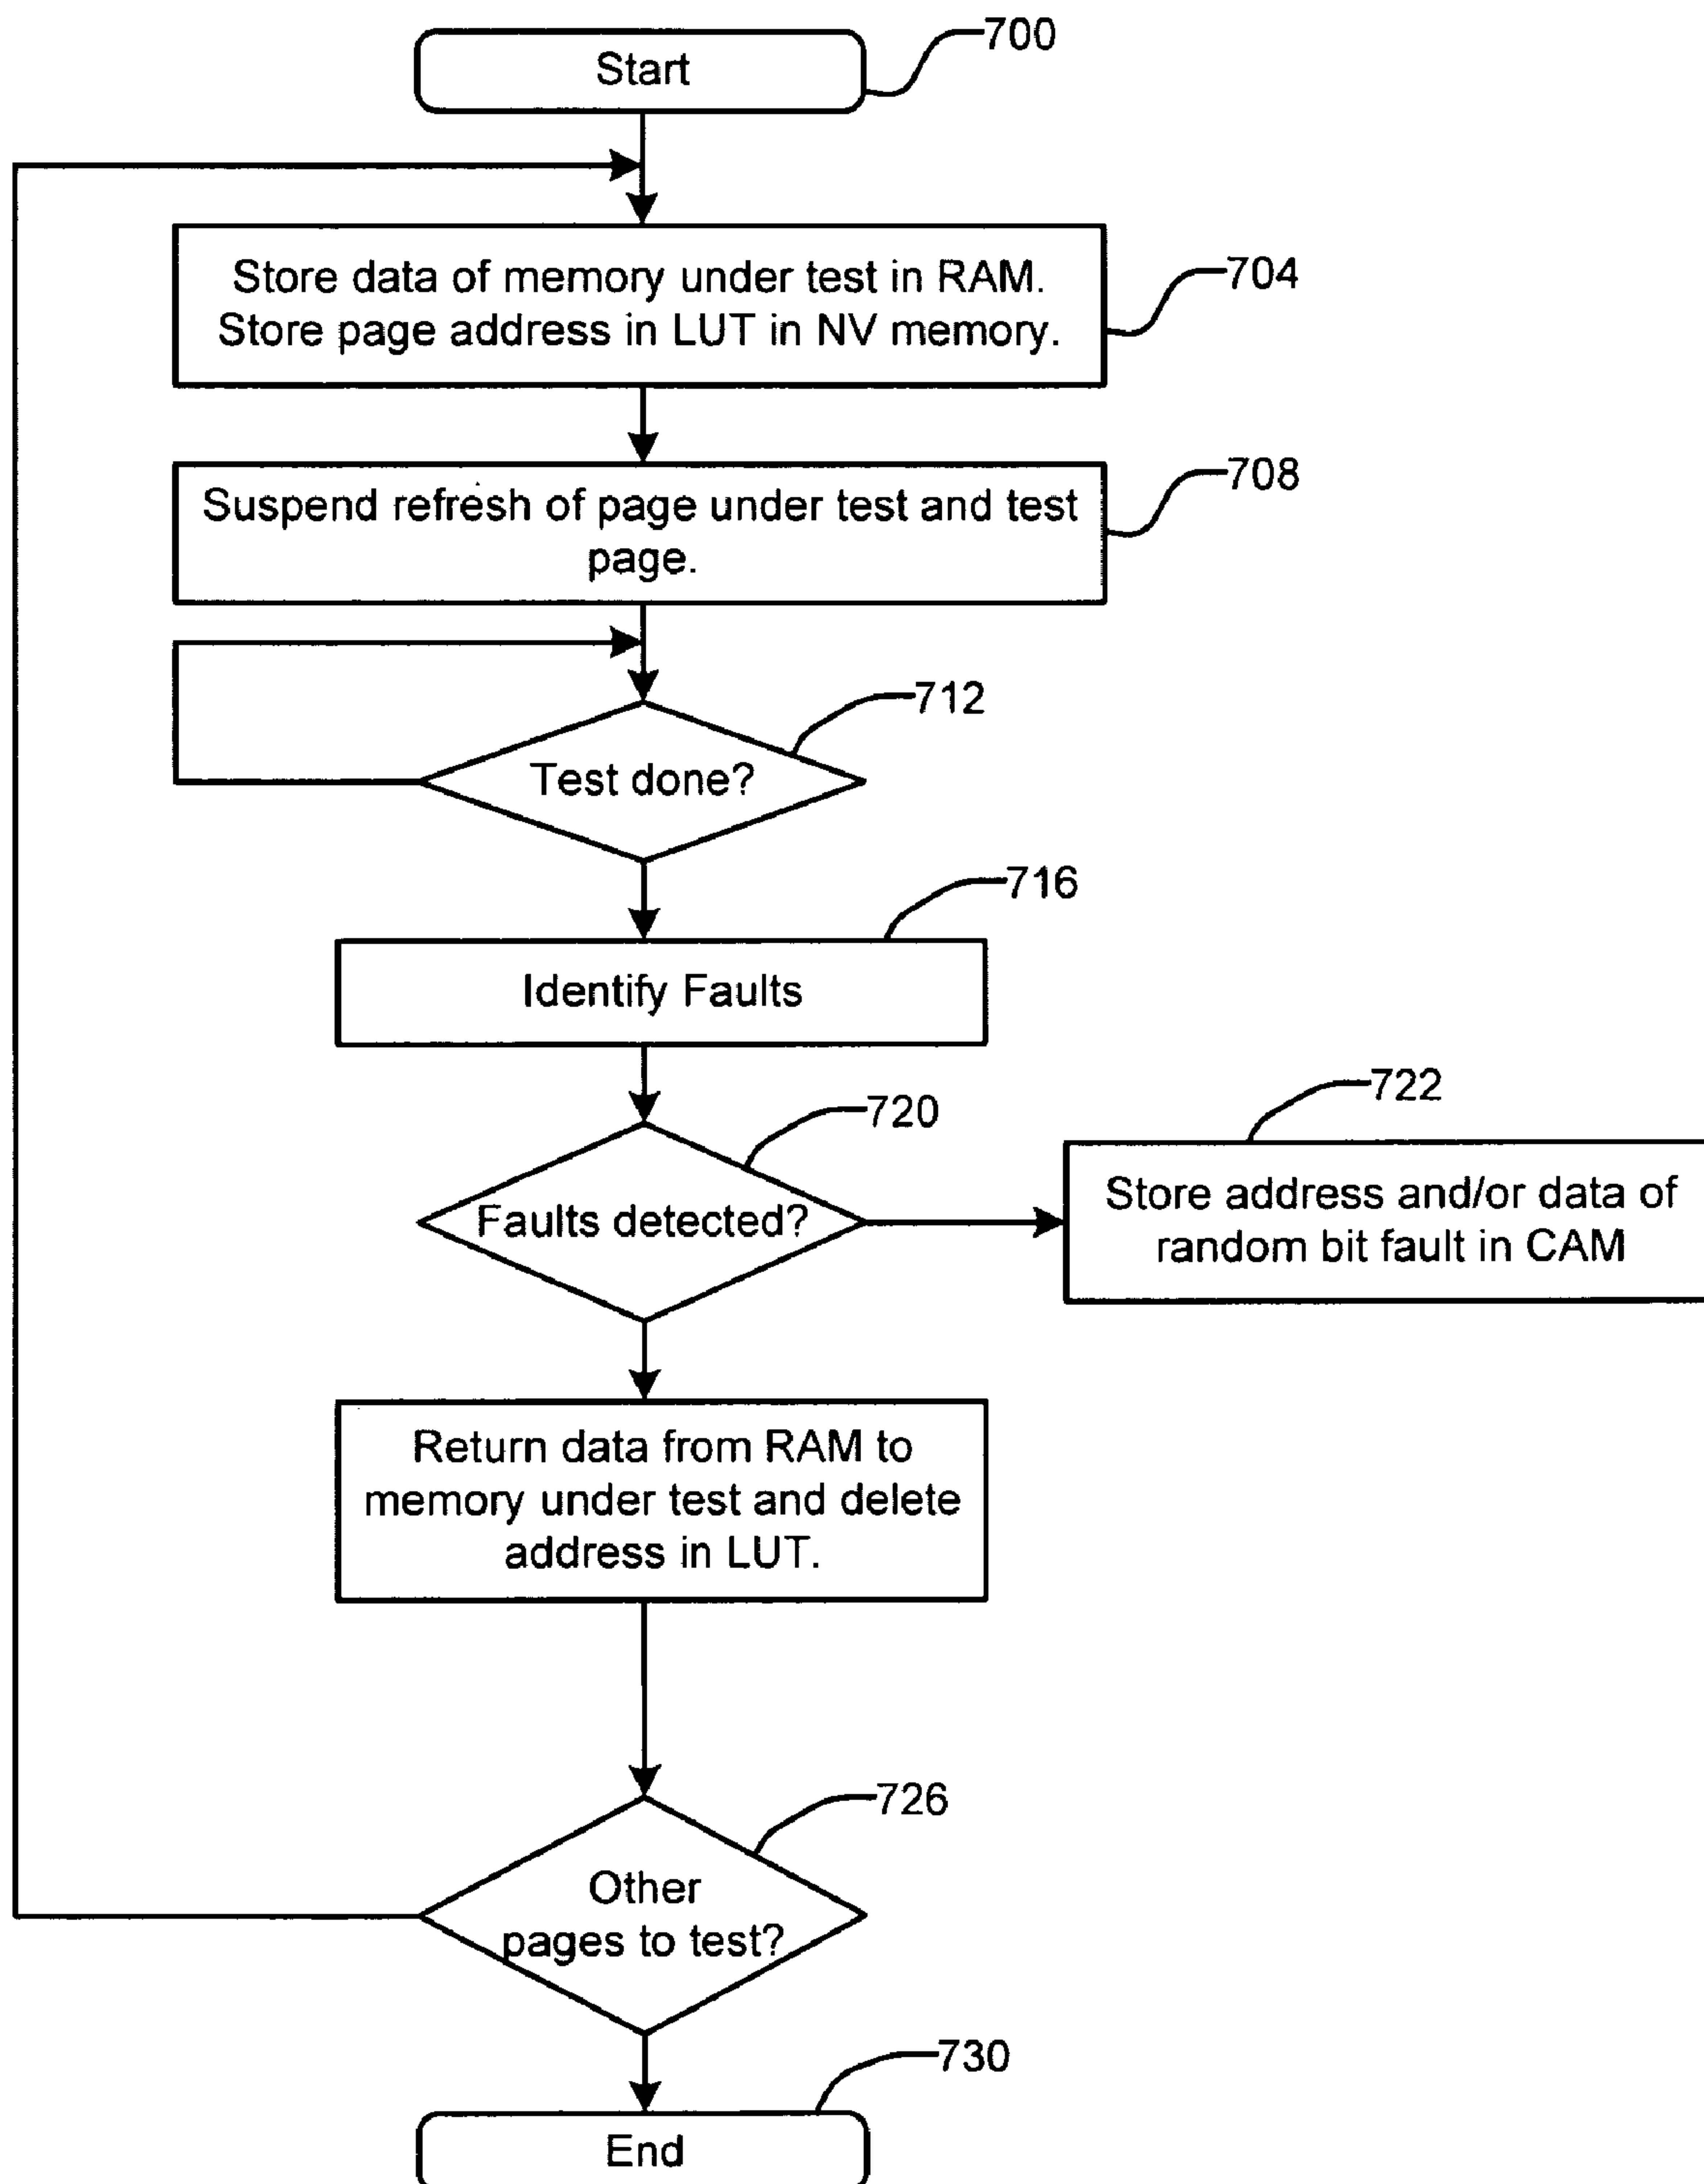 Start
700
Store data of memory under test in RAM.
Store page address in LUT in NV memory.
704
Suspend refresh of page under test and test
page.
708
712
Test done?
716
Identify Faults
720
Faults detected?
722
Store address and/or data of
random bit fault in CAM
Return data from RAM to
memory under test and delete
address in LUT.
726
Other
pages to test?
730
End